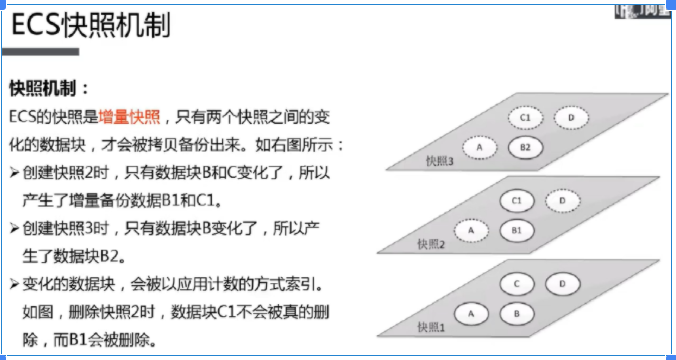 ECS快照机制
快照机制：
ECS的快照是增量快照，只有两个快照之间的变
化的数据块，才会被拷贝备份出来。如右图所示：
➢创建快照2时，只有数据块B和C变化了，所以
产生了增量备份数据B1和C1。
➢创建快照3时，只有数据块B变化了，所以产
生了数据块B2。
➢变化的数据块，会被以应用计数的方式索引。
如图，删除快照2时，数据块C1不会被真的删
除，而B1会被删除。
C1 D
A B2
快照3
C1 D
A B1
快照2
C D
A B
快照1